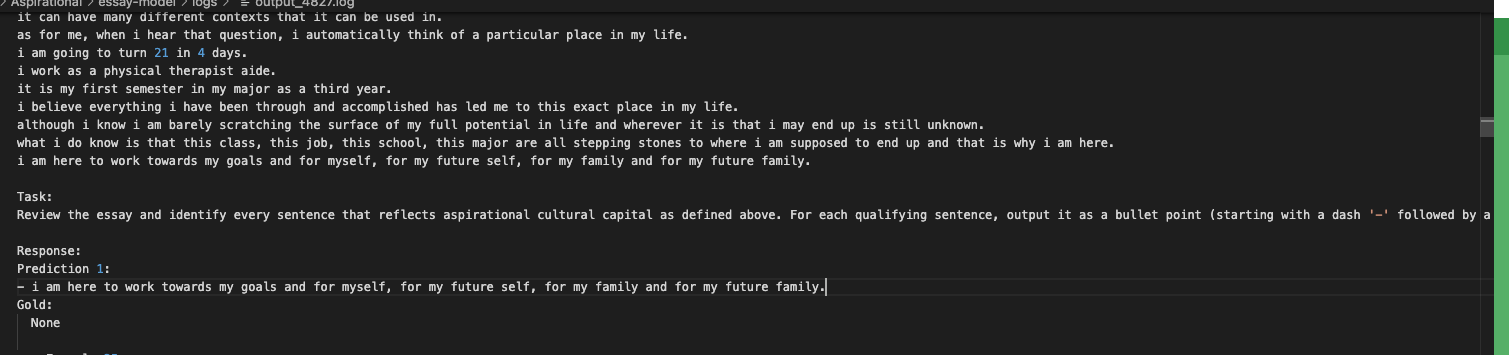 Aspirational > essay-model > logs > output_4827.log
it can have many different contexts that it can be used in.
as for me, when i hear that question, i automatically think of a particular place in my life.
i am going to turn 21 in 4 days.
i work as a physical therapist aide.
it is my first semester in my major as a third year.
i believe everything i have been through and accomplished has led me to this exact place in my life.
although i know i am barely scratching the surface of my full potential in life and wherever it is that i may end up is still unknown.
what i do know is that this class, this job, this school, this major are all stepping stones to where i am supposed to end up and that is why i am here.
i am here to work towards my goals and for myself, for my future self, for my family and for my future family.
Task:
Review the essay and identify every sentence that reflects aspirational cultural capital as defined above. For each qualifying sentence, output it as a bullet point (starting with a dash '-' followed by a
Response:
Prediction 1:
- i am here to work towards my goals and for myself, for my future self, for my family and for my future family.
Gold:
None